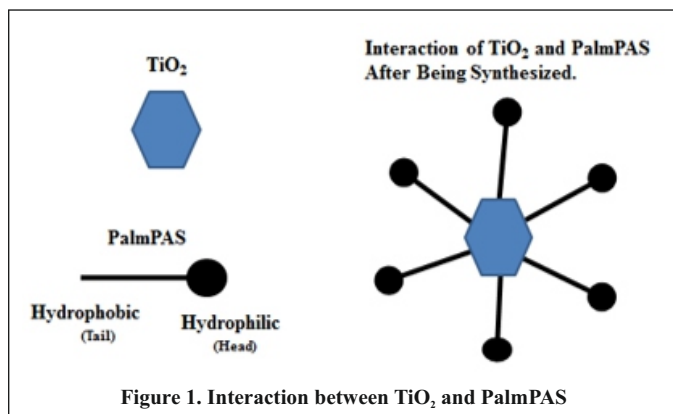 TiO₂
PalmPAS
Hydrophobic
(Tail)
Hydrophilic
(Head)
Interaction of TiO₂ and PalmPAS
After Being Synthesized.
Figure 1. Interaction between TiO₂ and PalmPAS